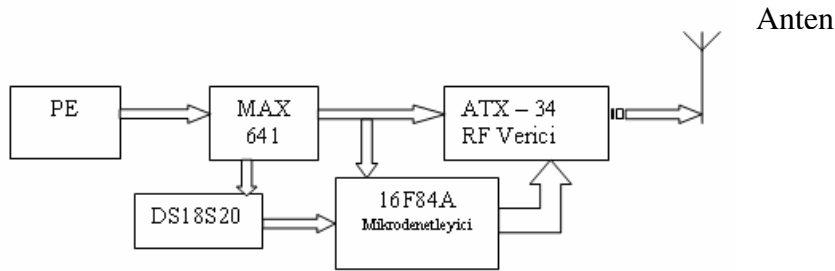 Anten
PE
MAX
641
ATX – 34
RF Verici
DS18S20
16F84A
Mikrodenetleyici